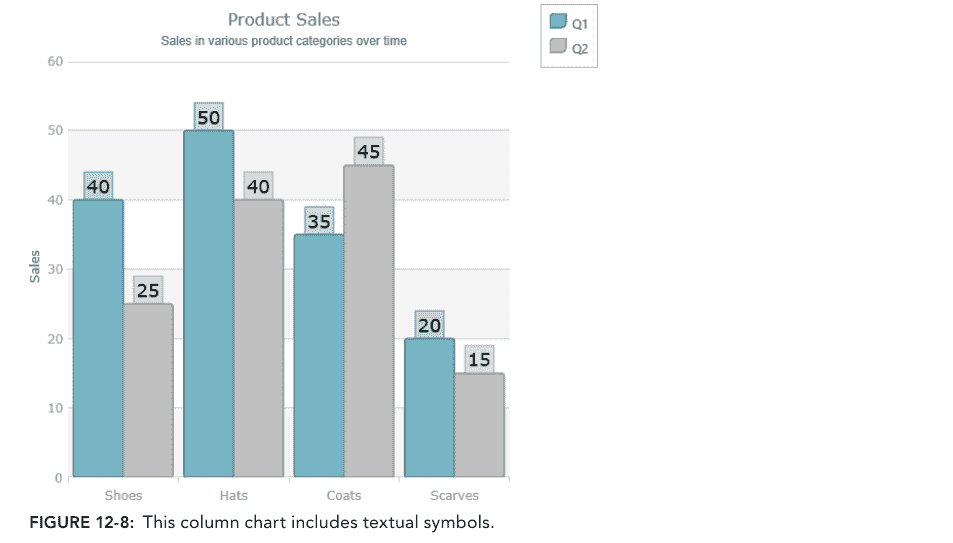 Product Sales
Sales in various product categories over time
Q1
Q2
60
50
40
30
20
10
0
Sales
40
25
50
40
35
45
20
15
Shoes Hats Coats Scarves
FIGURE 12-8: This column chart includes textual symbols.